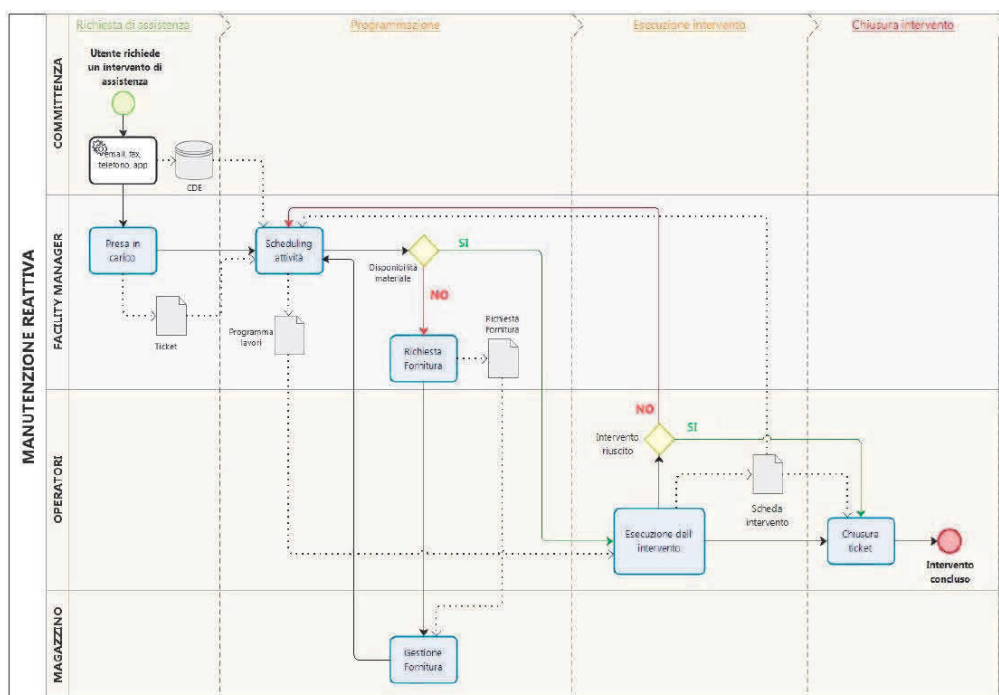 Richiesta di assistenza
Programmazione
Esecuzione intervento
Chiusura intervento
MANUTENZIONE REATTIVA
COMMITTENZA
Utente richiede
un intervento di
assistenza
email, fax,
telefono, app
CDE
FACILITY MANAGER
Presa in
carico
Scheduling
attività
SI
Disponibilità
materiale
NO
Ticket
Programma
lavori
Richiesta
Fornitura
Richiesta
Fornitura
OPERATORI
NO
SI
Intervento
riuscito
Scheda
intervento
Esecuzione dell'
intervento
Chiusura
ticket
Intervento
concluso
MAGAZZINO
Gestione
Fornitura